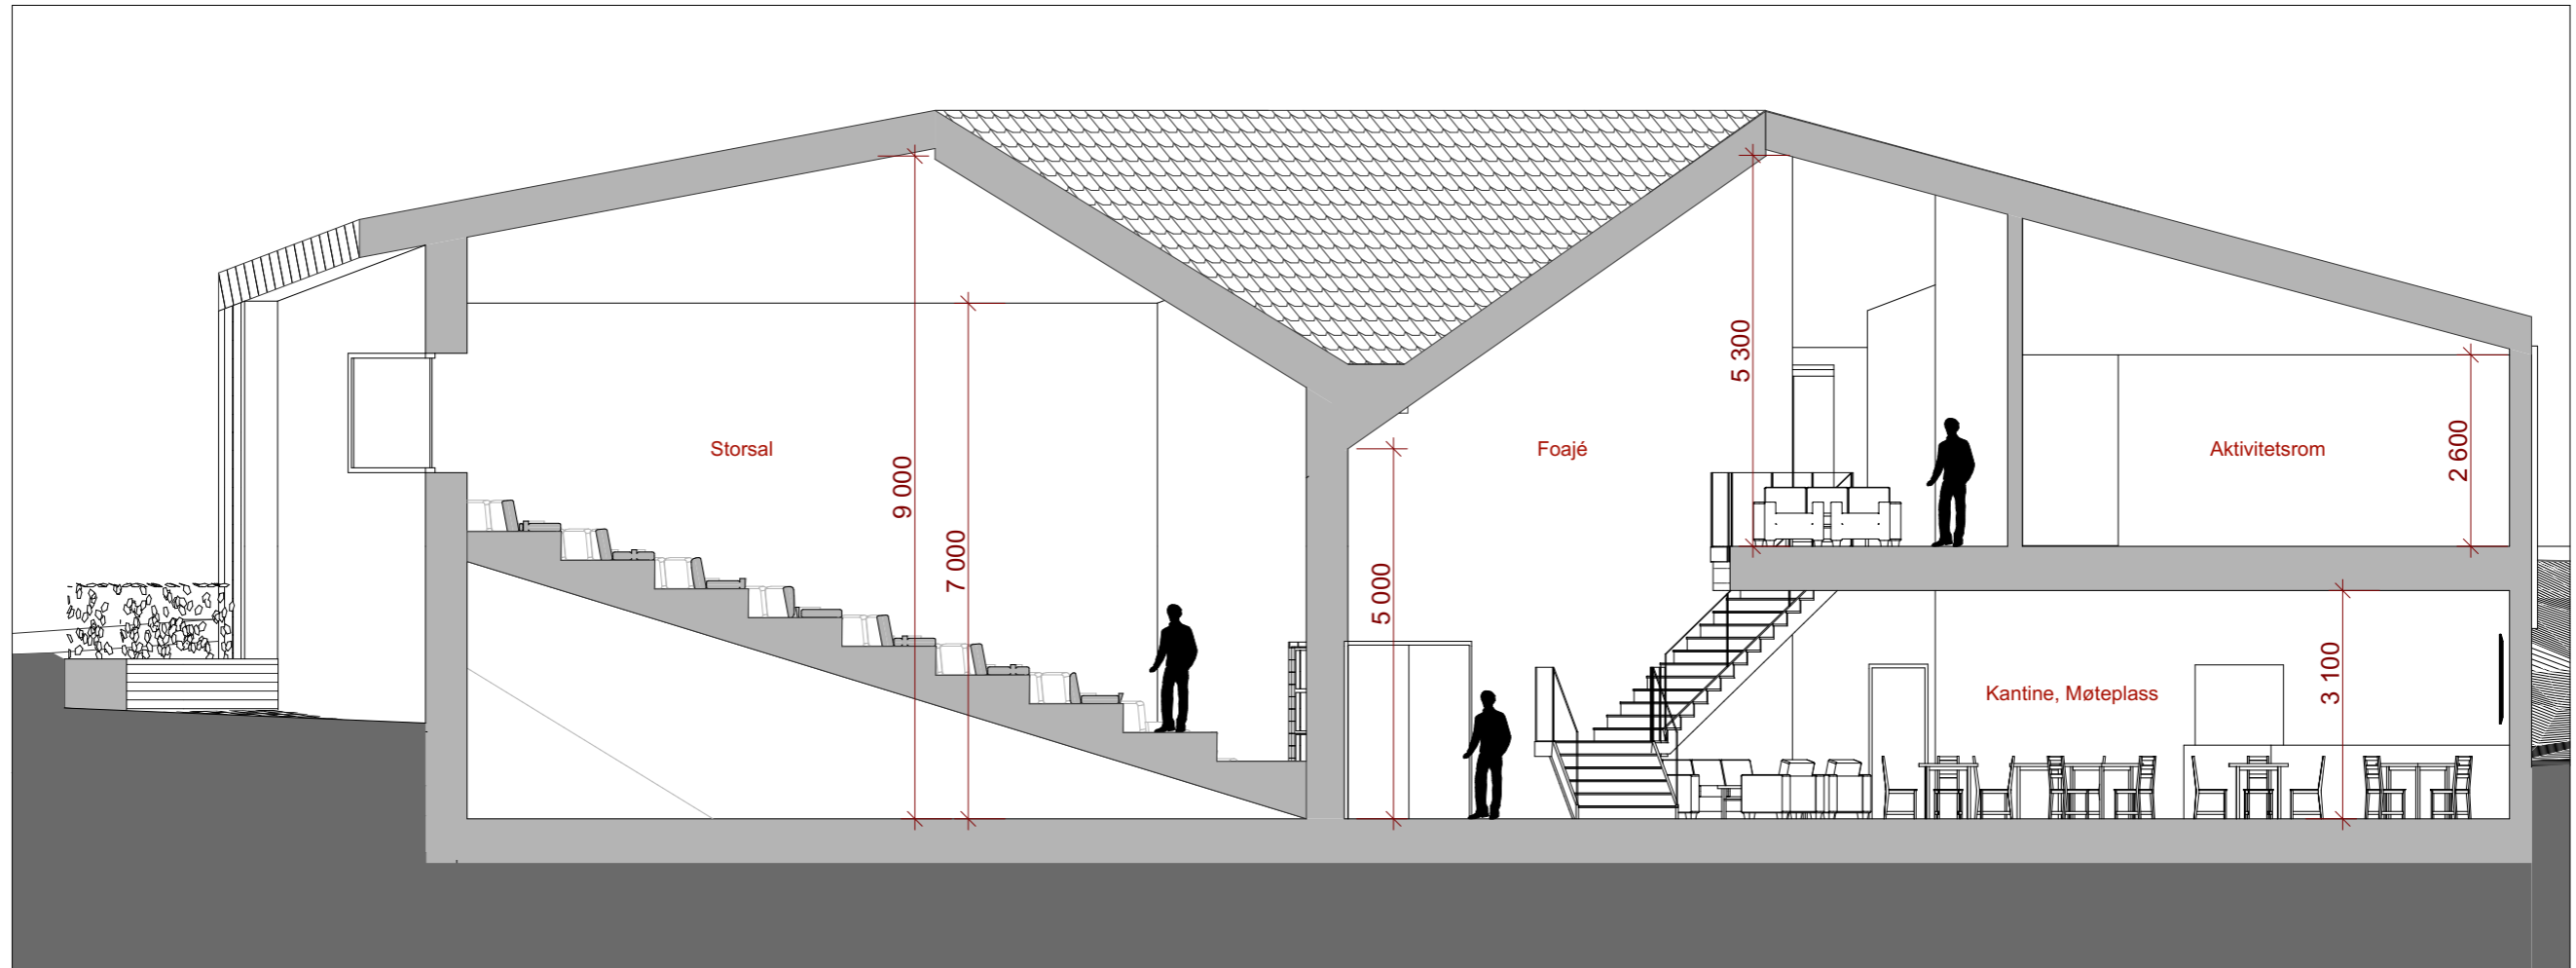 Storsal
9 000
7 000
5 000
Foajé
5 300
Aktivitetsrom
2 600
Kantine, Møteplass
3 100